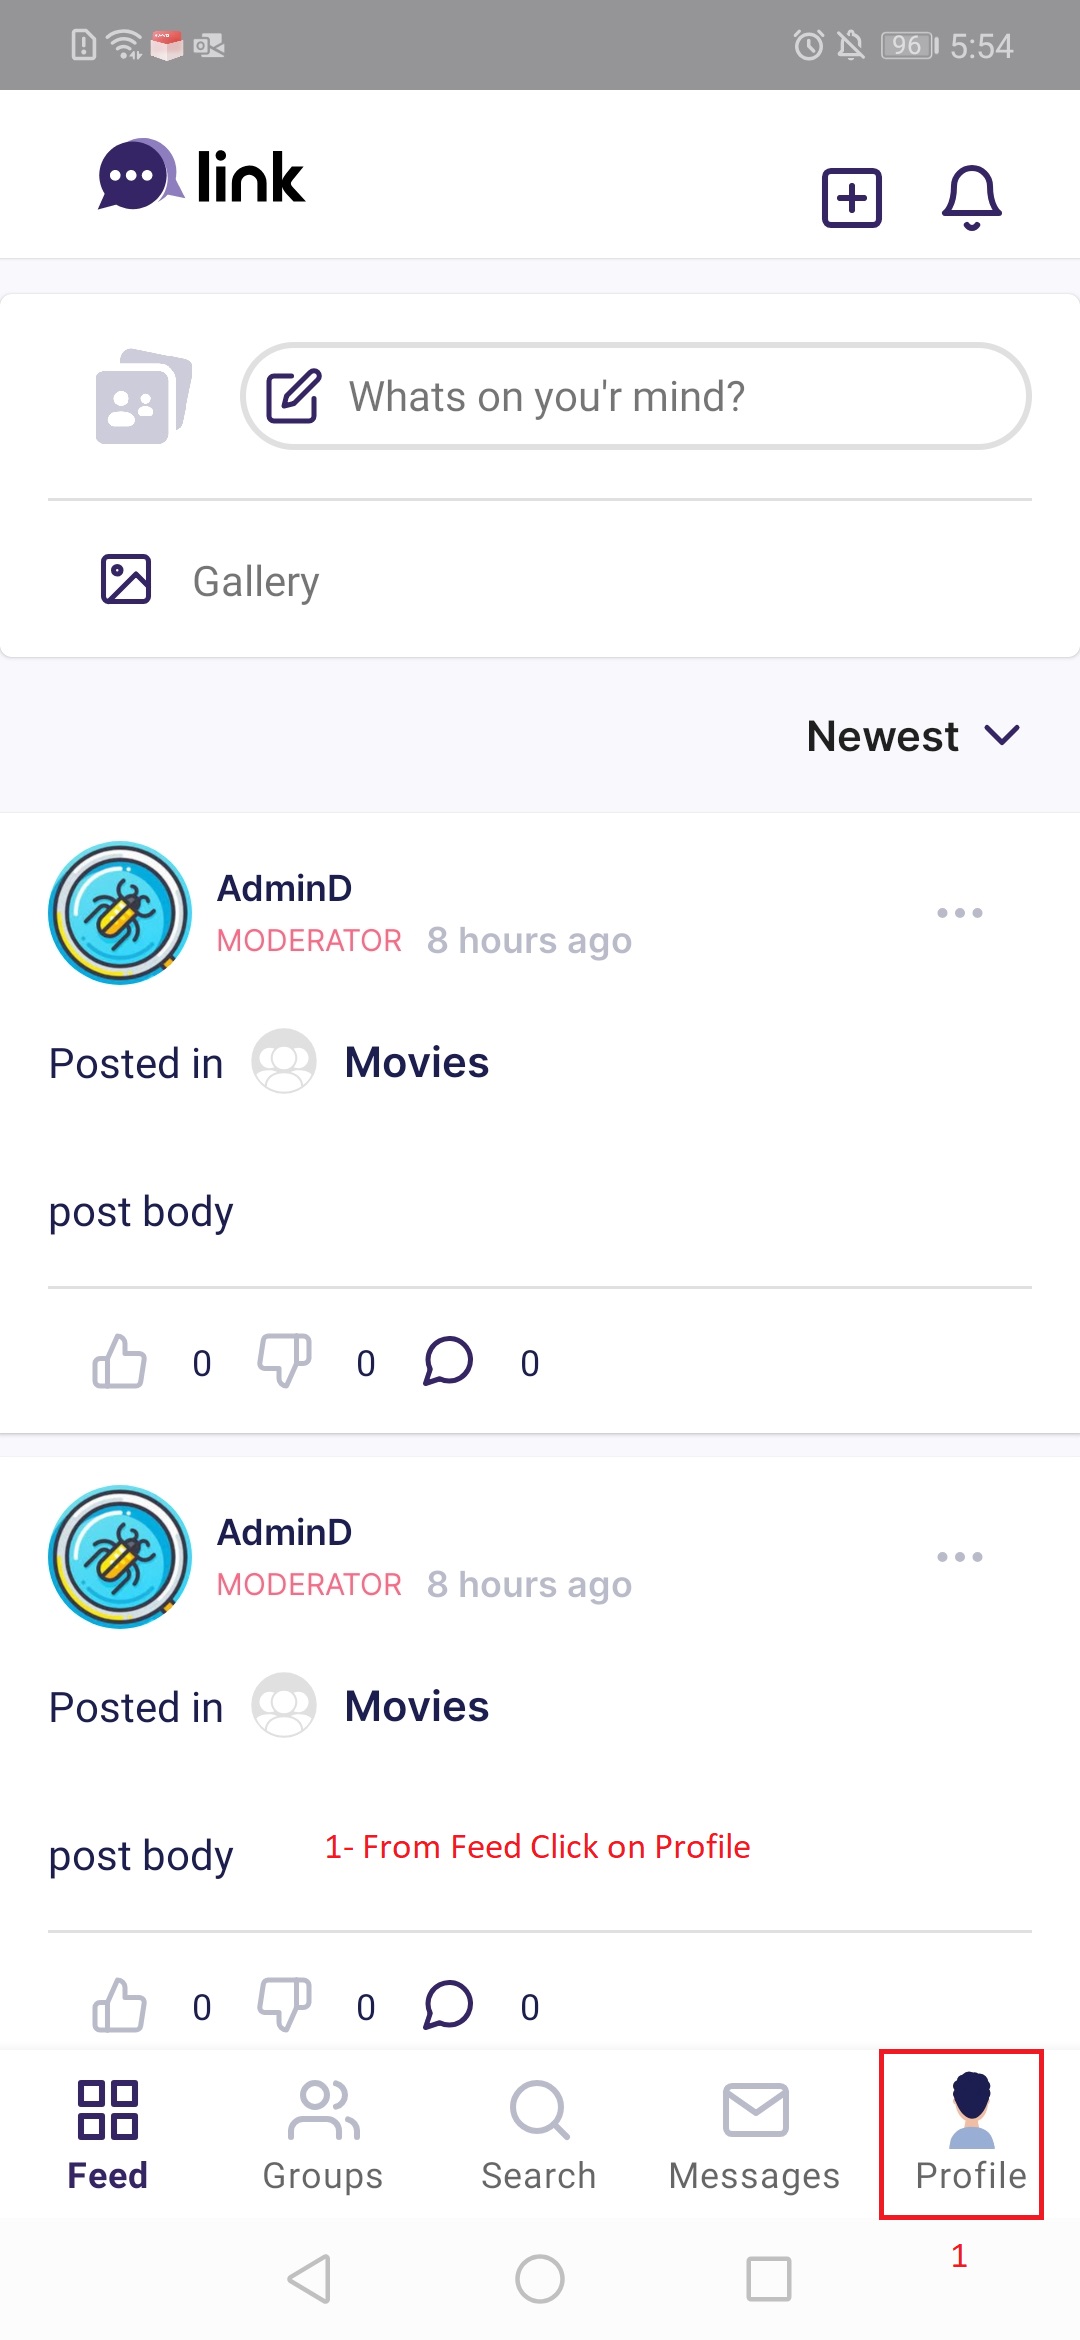 96 5:54
link
Whats on you'r mind?
Gallery
Newest
AdminD
MODERATOR 8 hours ago
Posted in Movies
post body
0 0 0
AdminD
MODERATOR 8 hours ago
Posted in Movies
post body 1- From Feed Click on Profile
0 0 0
Feed Groups Search Messages Profile
1